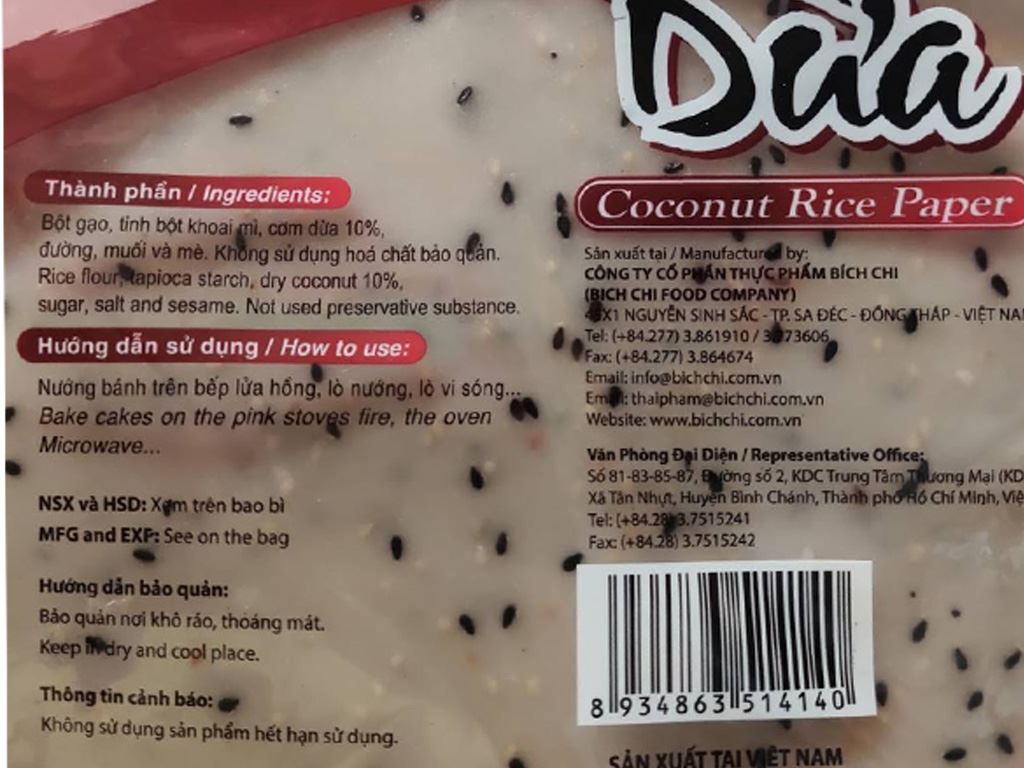 Dừa
Coconut Rice Paper
Thành phần / Ingredients:
Bột gạo, tinh bột khoai mì, cơm dừa 10%,
đường, muối và mè. Không sử dụng hoá chất bảo quản.
Rice flour, tapioca starch, dry coconut 10%,
sugar, salt and sesame. Not used preservative substance.
Hướng dẫn sử dụng / How to use:
Nướng bánh trên bếp lửa hồng, lò nướng, lò vi sóng...
Bake cakes on the pink stoves fire, the oven
Microwave...
NSX và HSD: Xem trên bao bì
MFG and EXP: See on the bag
Hướng dẫn bảo quản:
Bảo quản nơi khô ráo, thoáng mát.
Keep in dry and cool place.
Thông tin cảnh báo:
Không sử dụng sản phẩm hết hạn sử dụng.
Sản xuất tại / Manufactured by:
CÔNG TY CỔ PHẦN THỰC PHẨM BÍCH CHI
(BICH CHI FOOD COMPANY)
NGUYỄN SINH SẮC - TP. SA ĐÉC - ĐỒNG THÁP - VIỆT
Tel: (+84.277) 3.861910 /
Fax: (+84.277) 3.864674
Email: info@bichchi.com.vn
Email: thaipham@bichchi.com.vn
Website: www.bichchi.com.vn
Văn Phòng Đại Diện / Representative Office:
Số 81-83-85-87, Đường số 2, KDC Trung Tâm Thương Mại
Xã Tân Nhựt, Huyện Bình Chánh, Thành phố Hồ Chí Minh,
Tel: (+84.28) 3.7515241
Fax: (+84.28) 3.7515242
8 934863 514140
SẢN XUẤT TẠI VIỆT NAM